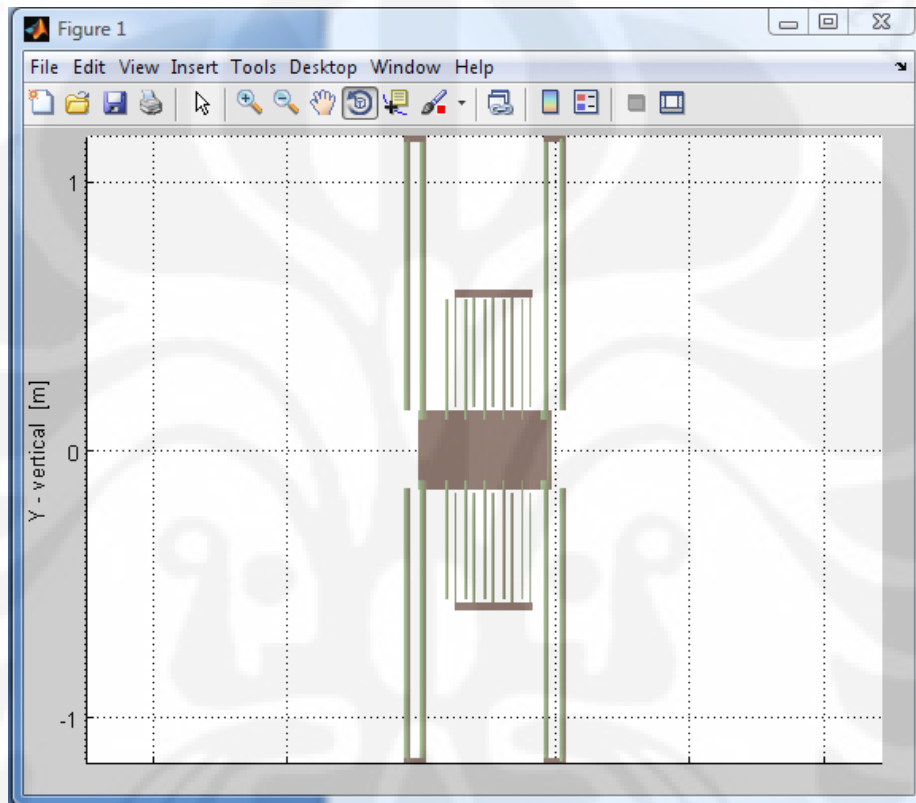 Figure 1
File Edit View Insert Tools Desktop Window Help
1
Y - vertical [m]
0
-1